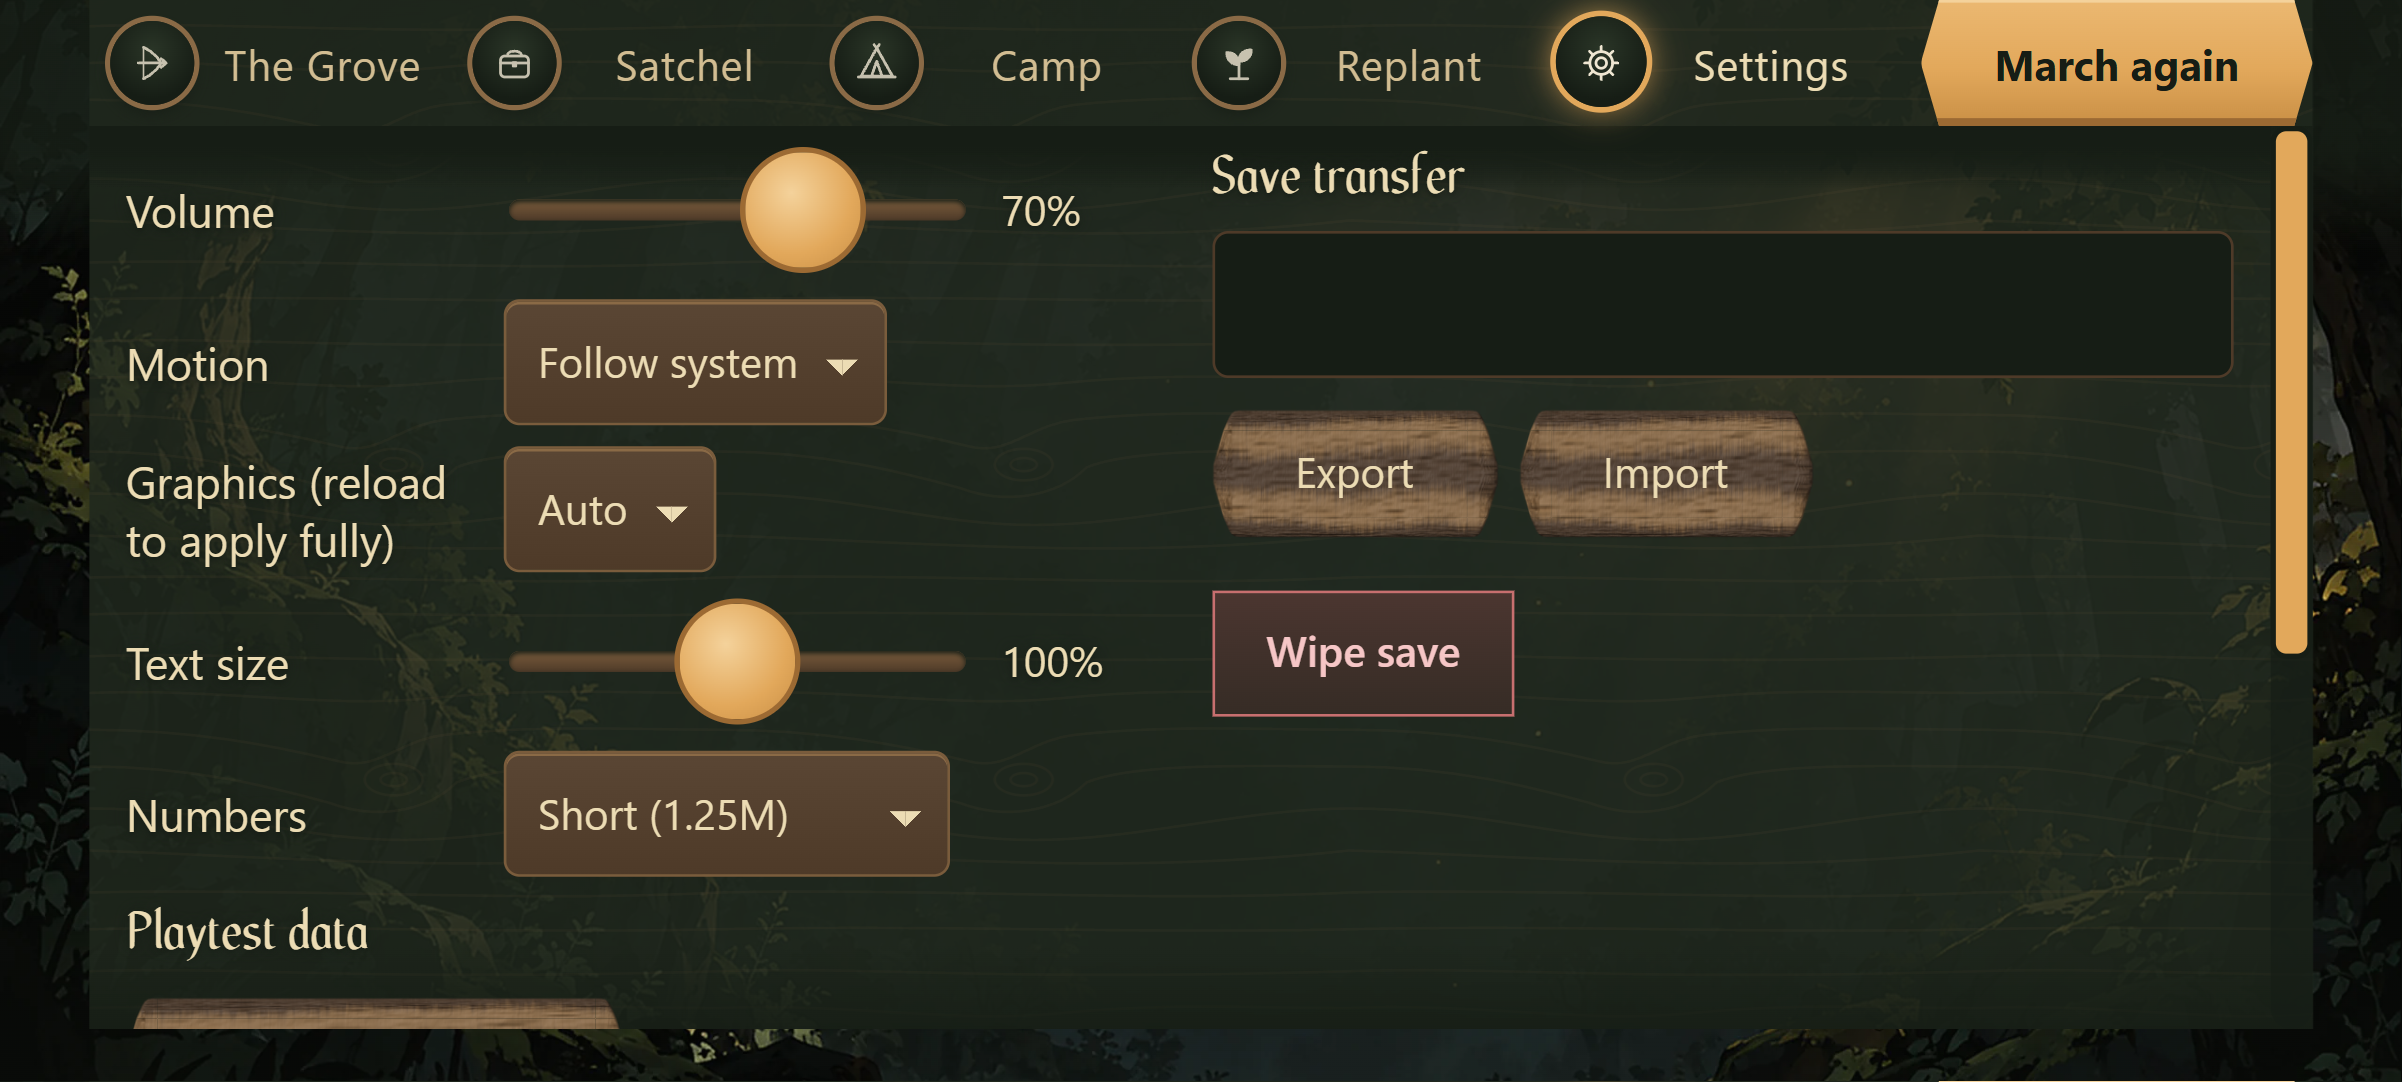 The Grove
Satchel
Camp
Replant
Settings
March again
Volume
70%
Motion
Follow system
Graphics (reload
to apply fully)
Auto
Text size
100%
Numbers
Short (1.25M)
Playtest data
Save transfer
Export
Import
Wipe save